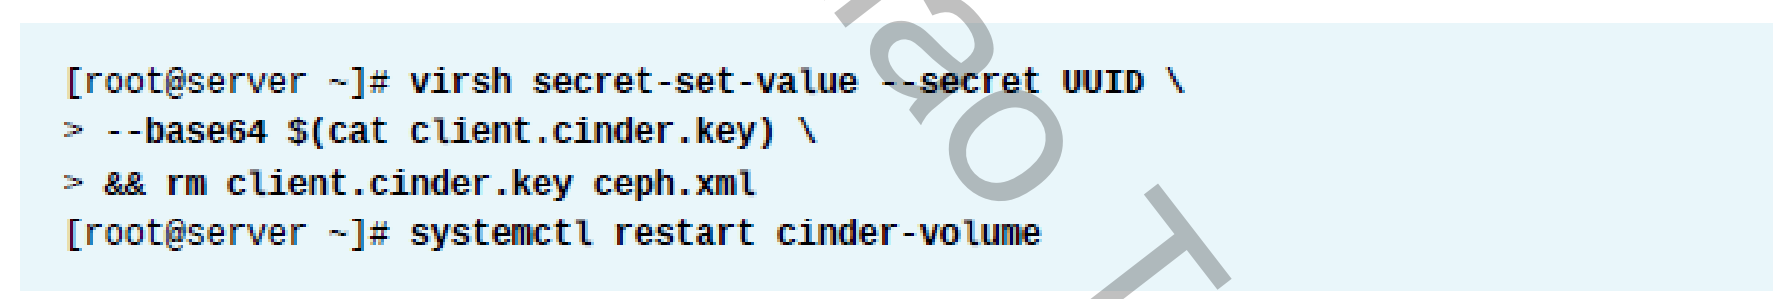 [root@server ~]# virsh secret-set-value --secret UUID \
> --base64 $(cat client.cinder.key) \
> && rm client.cinder.key ceph.xml
[root@server ~]# systemctl restart cinder-volume
ao T